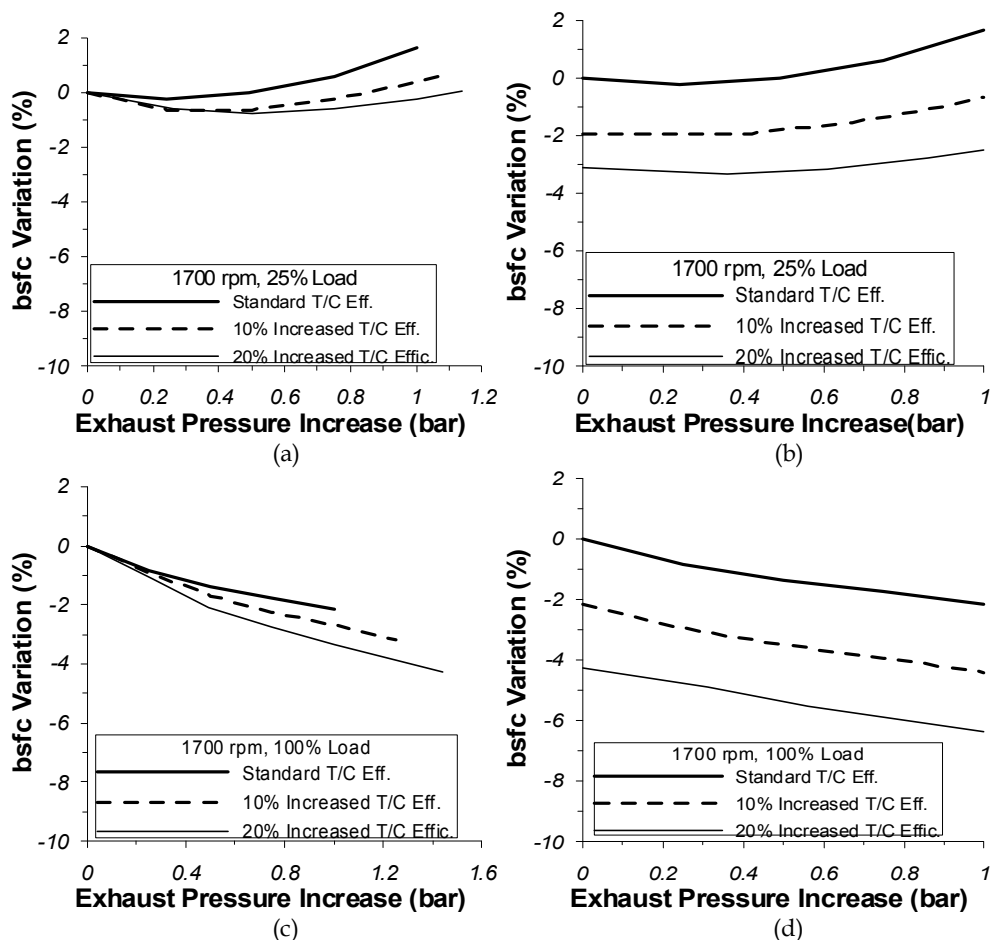 2
0
-2
-4
-6
-8
-10
bsfc Variation (%)
1700 rpm, 25% Load
Standard T/C Eff.
10% Increased T/C Eff.
20% Increased T/C Effic.
0 0.2 0.4 0.6 0.8 1 1.2
Exhaust Pressure Increase (bar)
(a)
2
0
-2
-4
-6
-8
-10
bsfc Variation (%)
1700 rpm, 25% Load
Standard T/C Eff.
10% Increased T/C Eff.
20% Increased T/C Effic.
0 0.2 0.4 0.6 0.8 1
Exhaust Pressure Increase(bar)
(b)
2
0
-2
-4
-6
-8
-10
bsfc Variation (%)
1700 rpm, 100% Load
Standard T/C Eff.
10% Increased T/C Eff.
20% Increased T/C Effic.
0 0.4 0.8 1.2 1.6
Exhaust Pressure Increase (bar)
(c)
2
0
-2
-4
-6
-8
-10
bsfc Variation (%)
1700 rpm, 100% Load
Standard T/C Eff.
10% Increased T/C Eff.
20% Increased T/C Effic.
0 0.2 0.4 0.6 0.8 1
Exhaust Pressure Increase (bar)
(d)